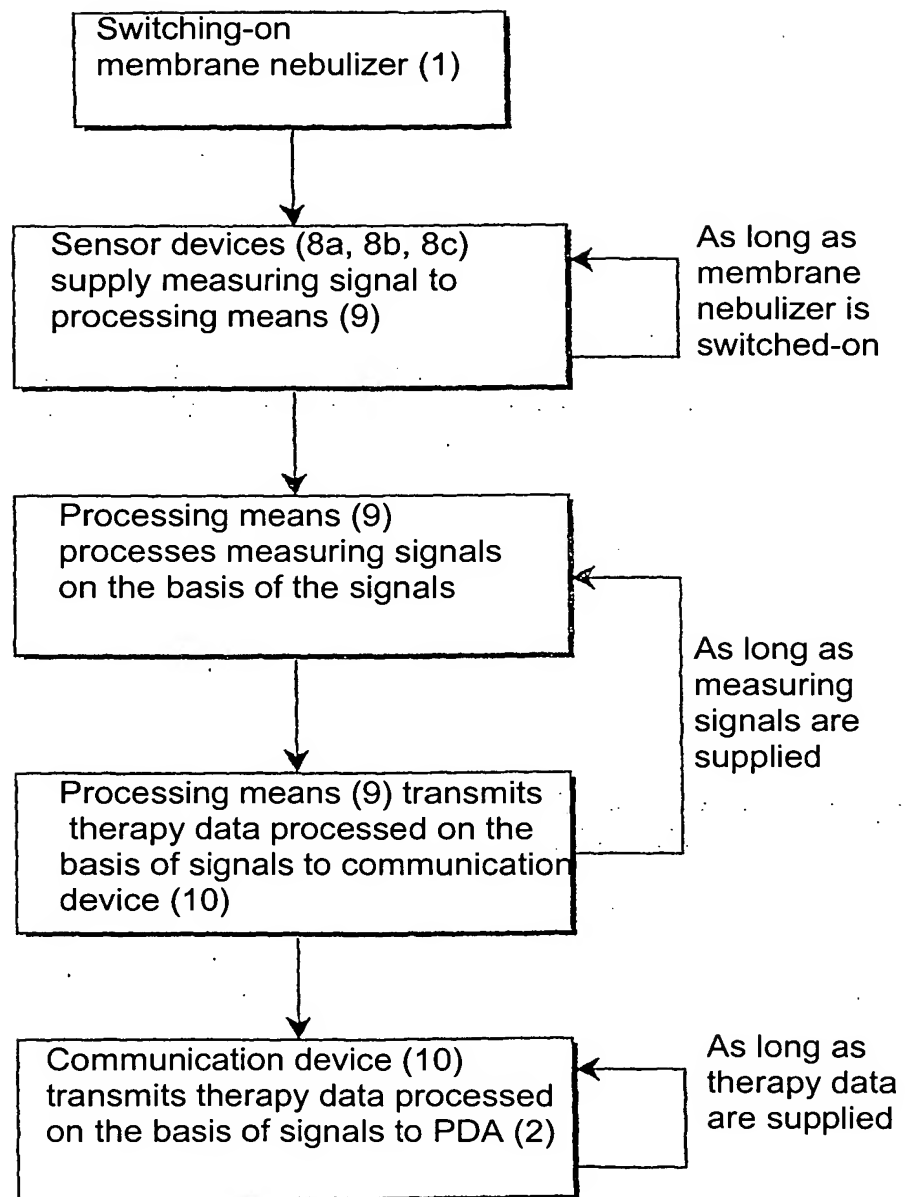 Switching-on
membrane nebulizer (1)
Sensor devices (8a, 8b, 8c)
supply measuring signal to
processing means (9)
As long as
membrane
nebulizer is
switched-on
Processing means (9)
processes measuring signals
on the basis of the signals
As long as
measuring
signals are
supplied
Processing means (9) transmits
therapy data processed on the
basis of signals to communication
device (10)
Communication device (10)
transmits therapy data processed
on the basis of signals to PDA (2)
As long as
therapy data
are supplied